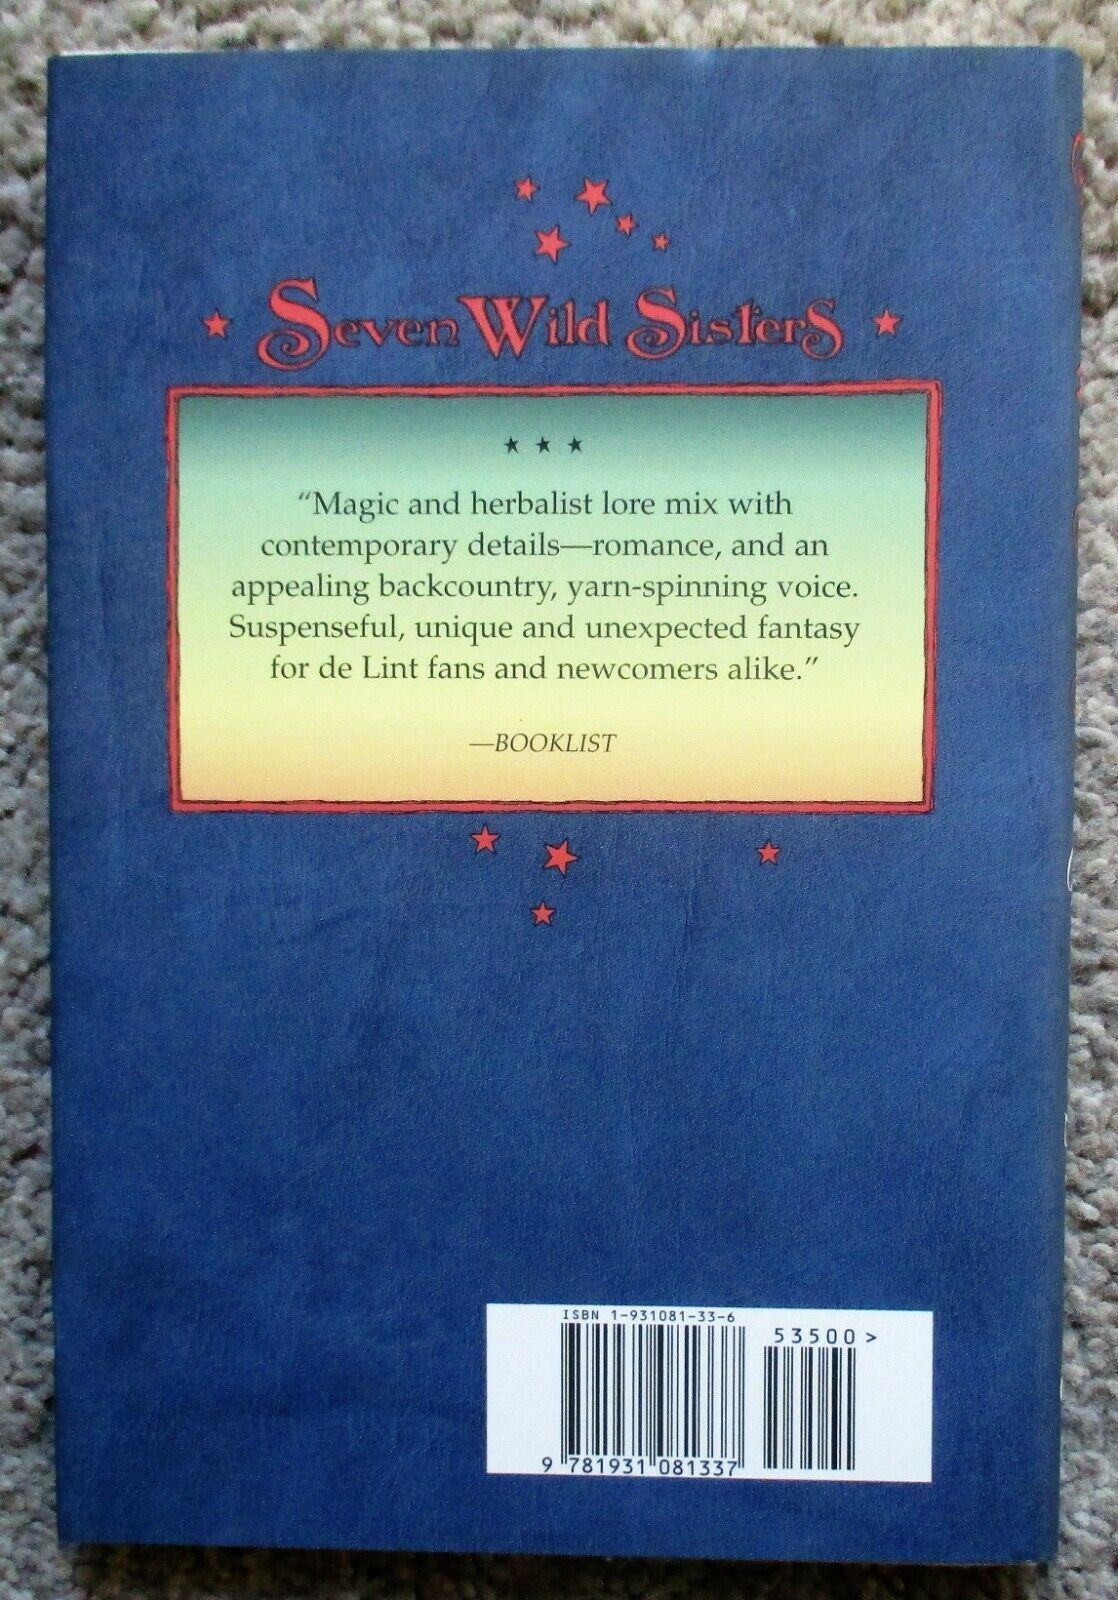 Seven Wild Sisters
“Magic and herbalist lore mix with
contemporary details—romance, and an
appealing backcountry, yarn-spinning voice.
Suspenseful, unique and unexpected fantasy
for de Lint fans and newcomers alike.”
—BOOKLIST
ISBN 1-931081-33-6
53500>
9 781931 081337